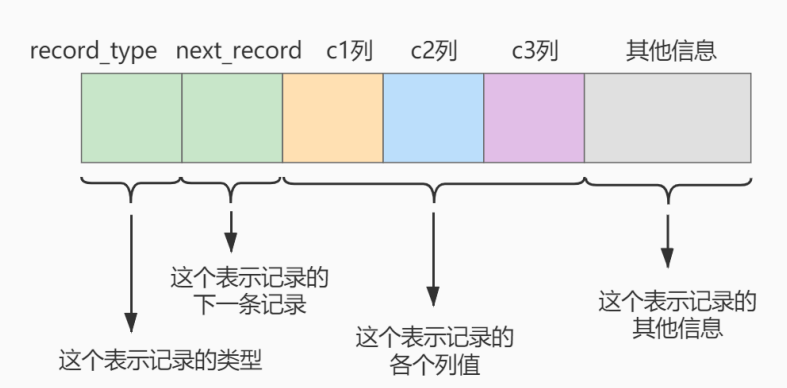 record_type next_record c1列 c2列 c3列 其他信息
这个表示记录的
下一条记录
这个表示记录的类型
这个表示记录的
各个列值
这个表示记录的
其他信息